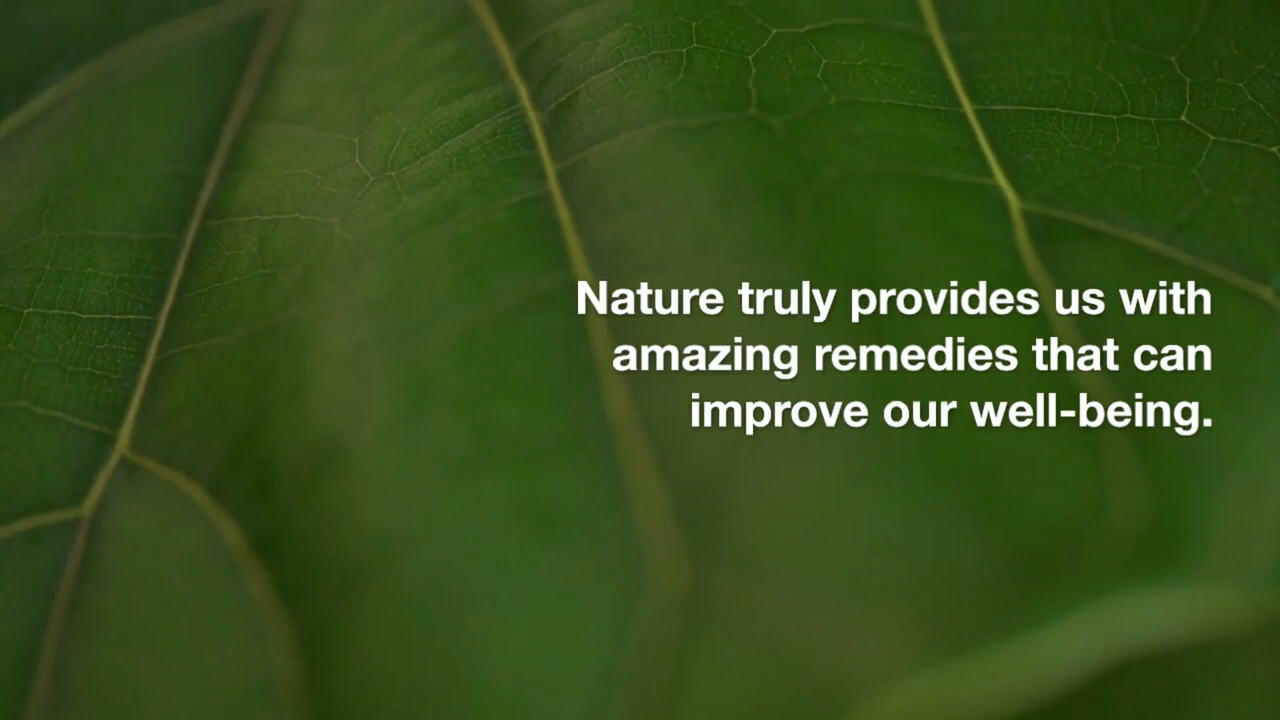 Nature truly provides us with
amazing remedies that can
improve our well-being.